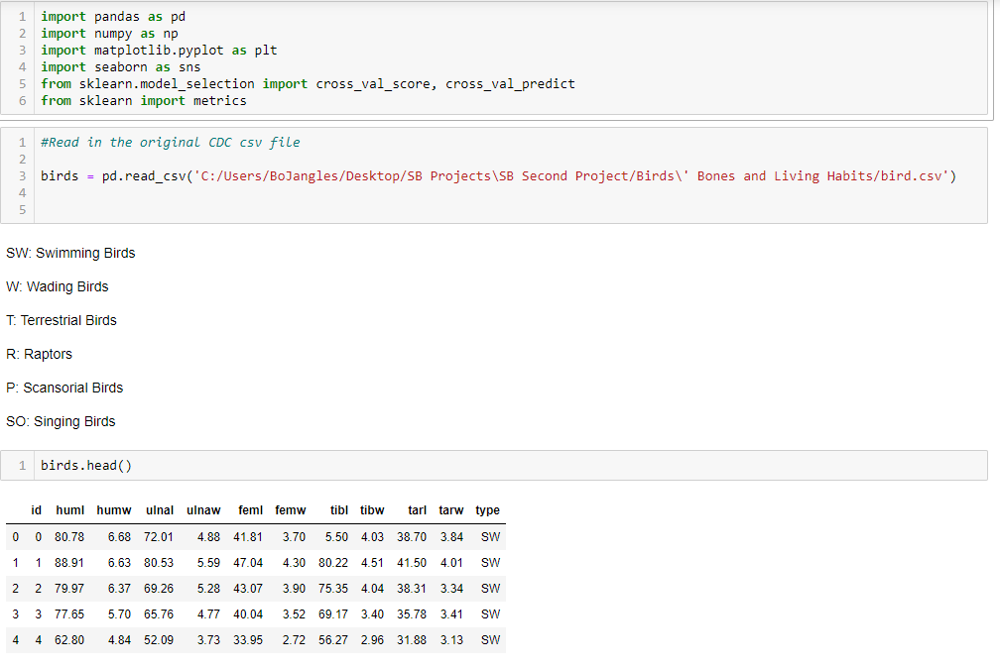 1 import pandas as pd
2 import numpy as np
3 import matplotlib.pyplot as plt
4 import seaborn as sns
5 from sklearn.model_selection import cross_val_score, cross_val_predict
6 from sklearn import metrics
1 #Read in the original CDC csv file
2
3 birds = pd.read_csv('C:/Users/BoJangles/Desktop/SB Projects\SB Second Project/Birds\' Bones and Living Habits/bird.csv')
4
5
SW: Swimming Birds
W: Wading Birds
T: Terrestrial Birds
R: Raptors
P: Scansorial Birds
SO: Singing Birds
1 birds.head()
id huml humw ulnal ulnaw feml femw tibl tibw tarl tarw type
0 0 80.78 6.68 72.01 4.88 41.81 3.70 5.50 4.03 38.70 3.84 SW
1 1 88.91 6.63 80.53 5.59 47.04 4.30 80.22 4.51 41.50 4.01 SW
2 2 79.97 6.37 69.26 5.28 43.07 3.90 75.35 4.04 38.31 3.34 SW
3 3 77.65 5.70 65.76 4.77 40.04 3.52 69.17 3.40 35.78 3.41 SW
4 4 62.80 4.84 52.09 3.73 33.95 2.72 56.27 2.96 31.88 3.13 SW